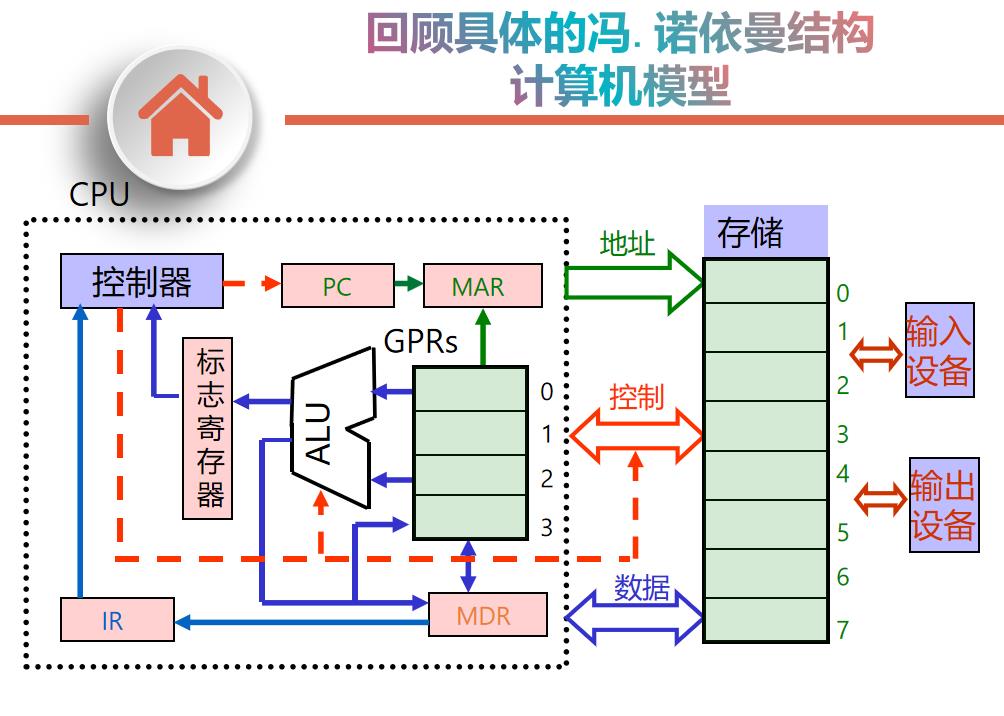 回顾具体的冯. 诺依曼结构
计算机模型
CPU
控制器
PC
MAR
地址
存储
GPRs
标
志
寄
存
器
ALU
0
1
2
3
控制
0
1
2
3
4
5
6
7
输入
设备
输出
设备
IR
MDR
数据